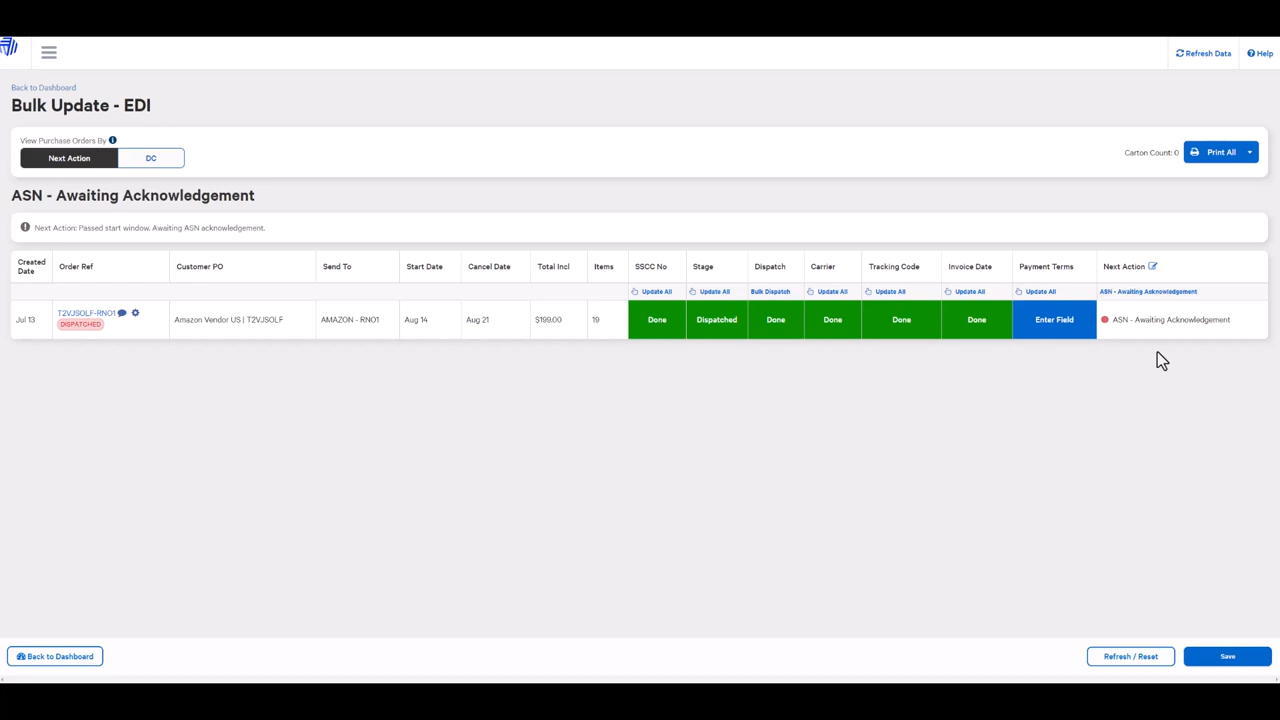 Refresh Data
Help
Back to Dashboard
Bulk Update - EDI
View Purchase Orders By
Next Action
DC
Carton Count: 0
Print All
ASN - Awaiting Acknowledgement
Next Action: Passed start window. Awaiting ASN acknowledgement.
Created Date Order Ref Customer PO Send To Start Date Cancel Date Total Incl Items SSCC No Stage Dispatch Carrier Tracking Code Invoice Date Payment Terms Next Action
Update All Update All Bulk Dispatch Update All Update All Update All Update All ASN - Awaiting Acknowledgement
Jul 13 T2VJSOLF-RNO1 Amazon Vendor US | T2VJSOLF AMAZON - RNO1 Aug 14 Aug 21 $199.00 19 Done Dispatched Done Done Done Done Enter Field ASN - Awaiting Acknowledgement
DISPATCHED
Back to Dashboard
Refresh / Reset
Save